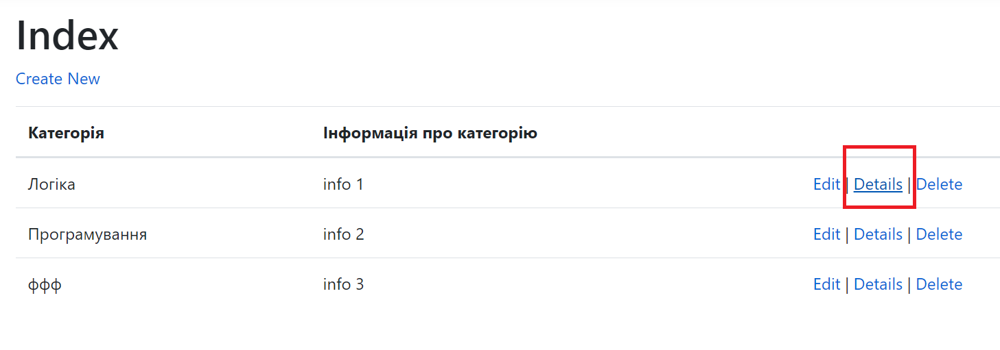 Index
Create New
Категорія Інформація про категорію
Логіка info 1 Edit | Details | Delete
Програмування info 2 Edit | Details | Delete
ффф info 3 Edit | Details | Delete